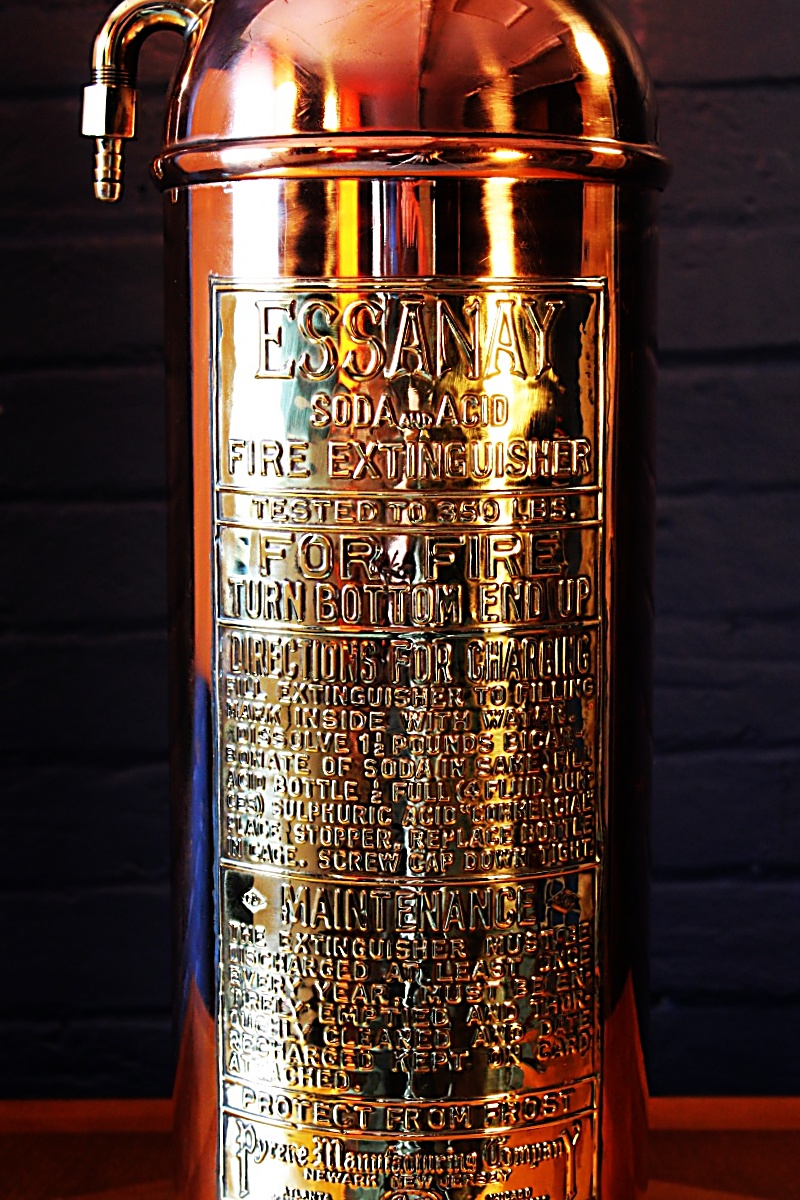 ESSANAY
SODA AND ACID
FIRE EXTINGUISHER
TESTED TO 350 LBS.
FOR FIRE
TURN BOTTOM END UP
DIRECTIONS FOR CHARGING
FILL EXTINGUISHER TO FILLING
MARK INSIDE WITH WATER.
DISSOLVE 1½ POUNDS BICAR-
BONATE OF SODA IN SAME. FILL
ACID BOTTLE ½ FULL (4 FLUID OUN-
CES) SULPHURIC ACID COMMERCIAL
PLACE STOPPER, REPLACE BOTTLE
IN CAGE. SCREW CAP DOWN TIGHT.
MAINTENANCE
THE EXTINGUISHER MUST BE
DISCHARGED AT LEAST ONCE
EVERY YEAR, MUST BE EN-
TIRELY EMPTIED AND THOR-
OUGHLY CLEANED AND DATE
RECHARGED KEPT ON CARD
ATTACHED.
PROTECT FROM FROST
Pyrene Manufacturing Company
NEWARK NEW JERSEY
ATLANTA CHICAGO